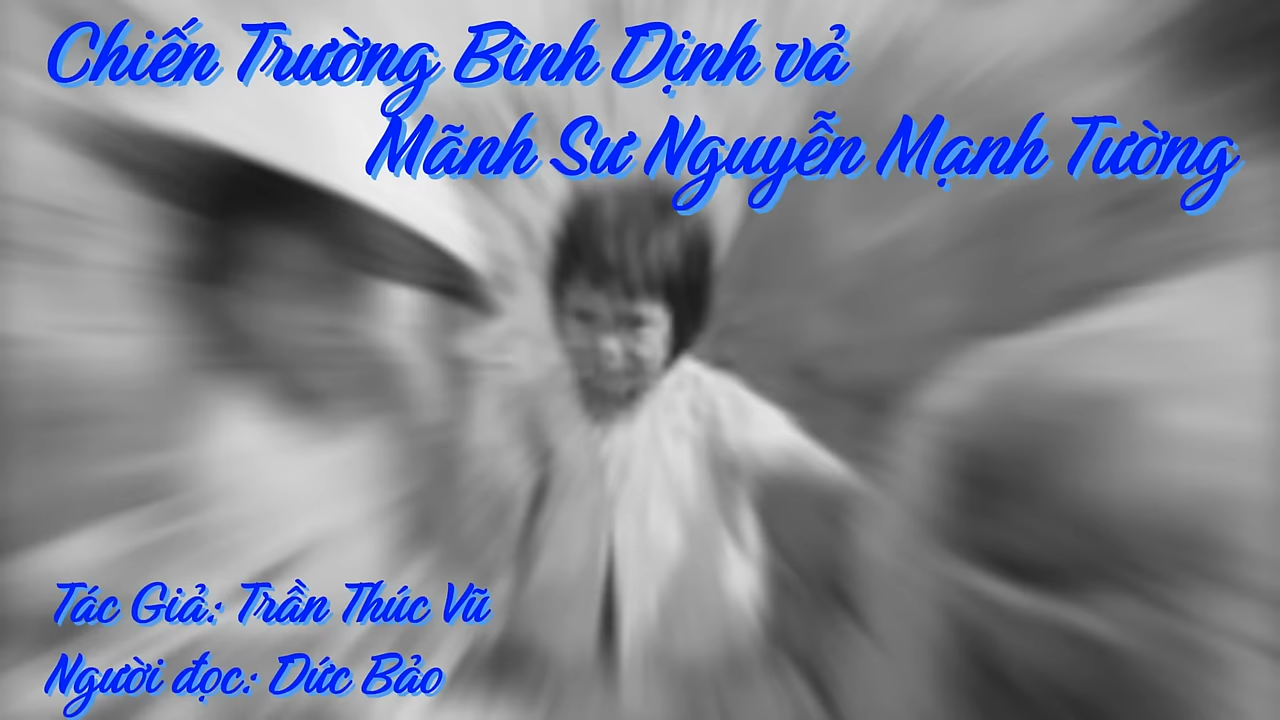 Chiến Trường Bình Định vả
Mãnh Sư Nguyễn Mạnh Tường
Tác Giả: Trần Thúc Vũ
Người đọc: Đức Bảo